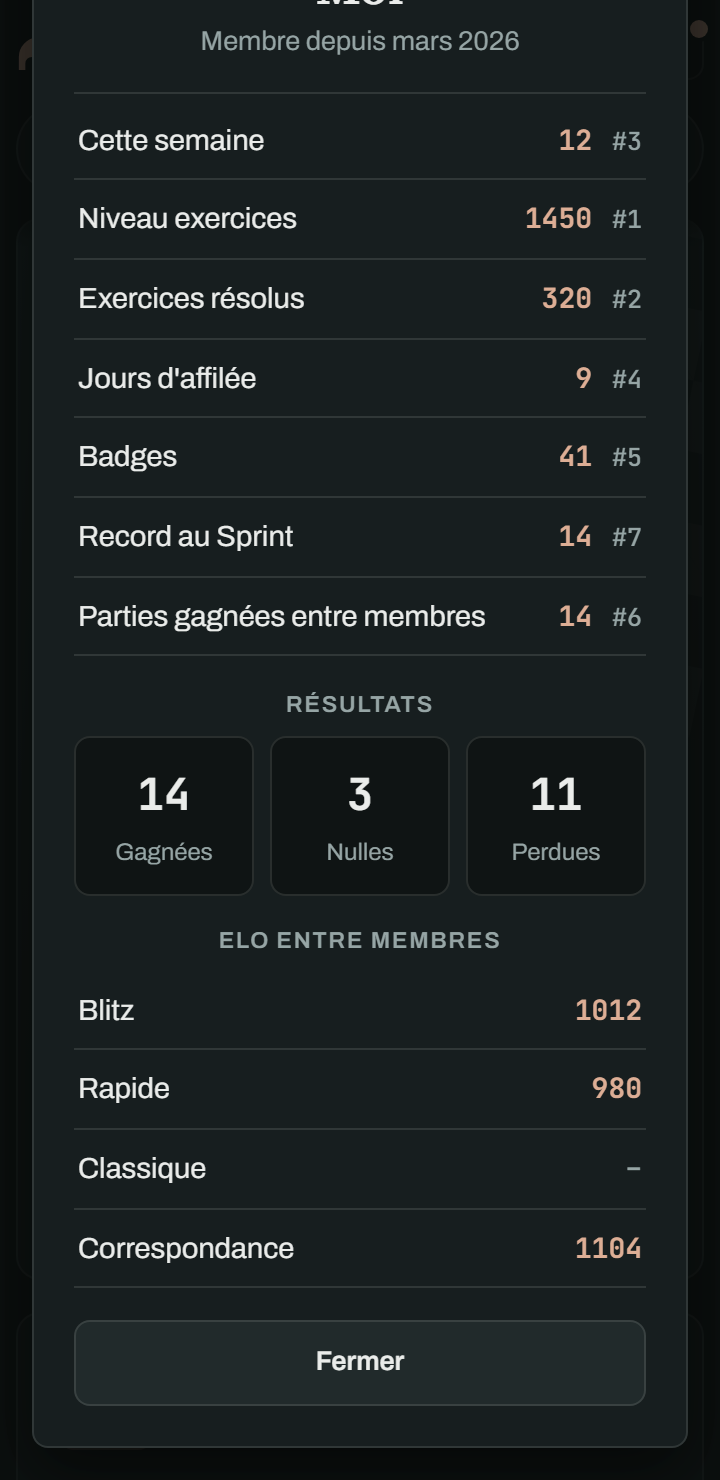 Membre depuis mars 2026
Cette semaine 12 #3
Niveau exercices 1450 #1
Exercices résolus 320 #2
Jours d'affilée 9 #4
Badges 41 #5
Record au Sprint 14 #7
Parties gagnées entre membres 14 #6
RÉSULTATS
14 3 11
Gagnées Nulles Perdues
ELO ENTRE MEMBRES
Blitz 1012
Rapide 980
Classique –
Correspondance 1104
Fermer